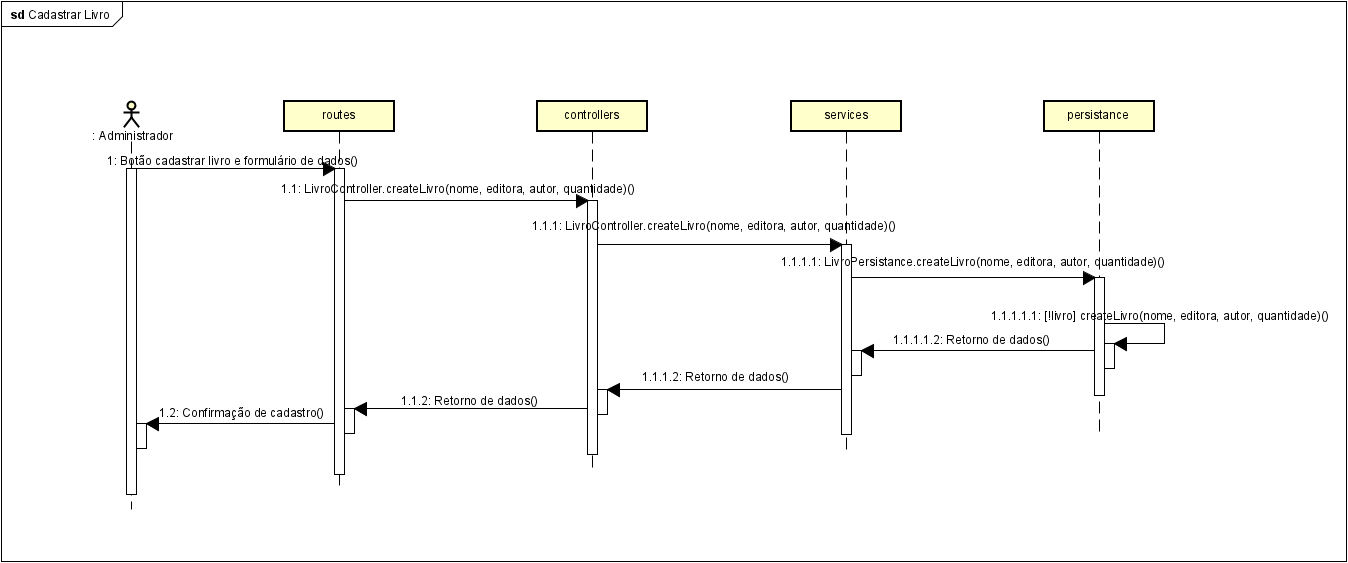 sd Cadastrar Livro
: Administrador
routes
controllers
services
persistance
1: Botão cadastrar livro e formulário de dados()
1.1: LivroController.createLivro(nome, editora, autor, quantidade)()
1.1.1: LivroController.createLivro(nome, editora, autor, quantidade)()
1.1.1.1: LivroPersistance.createLivro(nome, editora, autor, quantidade)()
1.1.1.1.1: [!livro] createLivro(nome, editora, autor, quantidade)()
1.1.1.1.2: Retorno de dados()
1.1.1.2: Retorno de dados()
1.1.2: Retorno de dados()
1.2: Confirmação de cadastro()